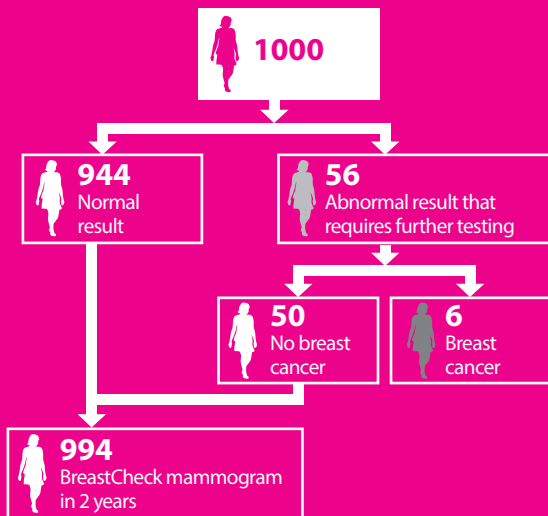 1000
944
Normal
result
56
Abnormal result that
requires further testing
50
No breast
cancer
6
Breast
cancer
994
BreastCheck mammogram
in 2 years